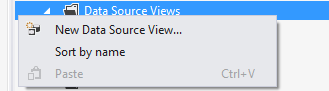 Data Source Views
New Data Source View...
Sort by name
Paste Ctrl+V